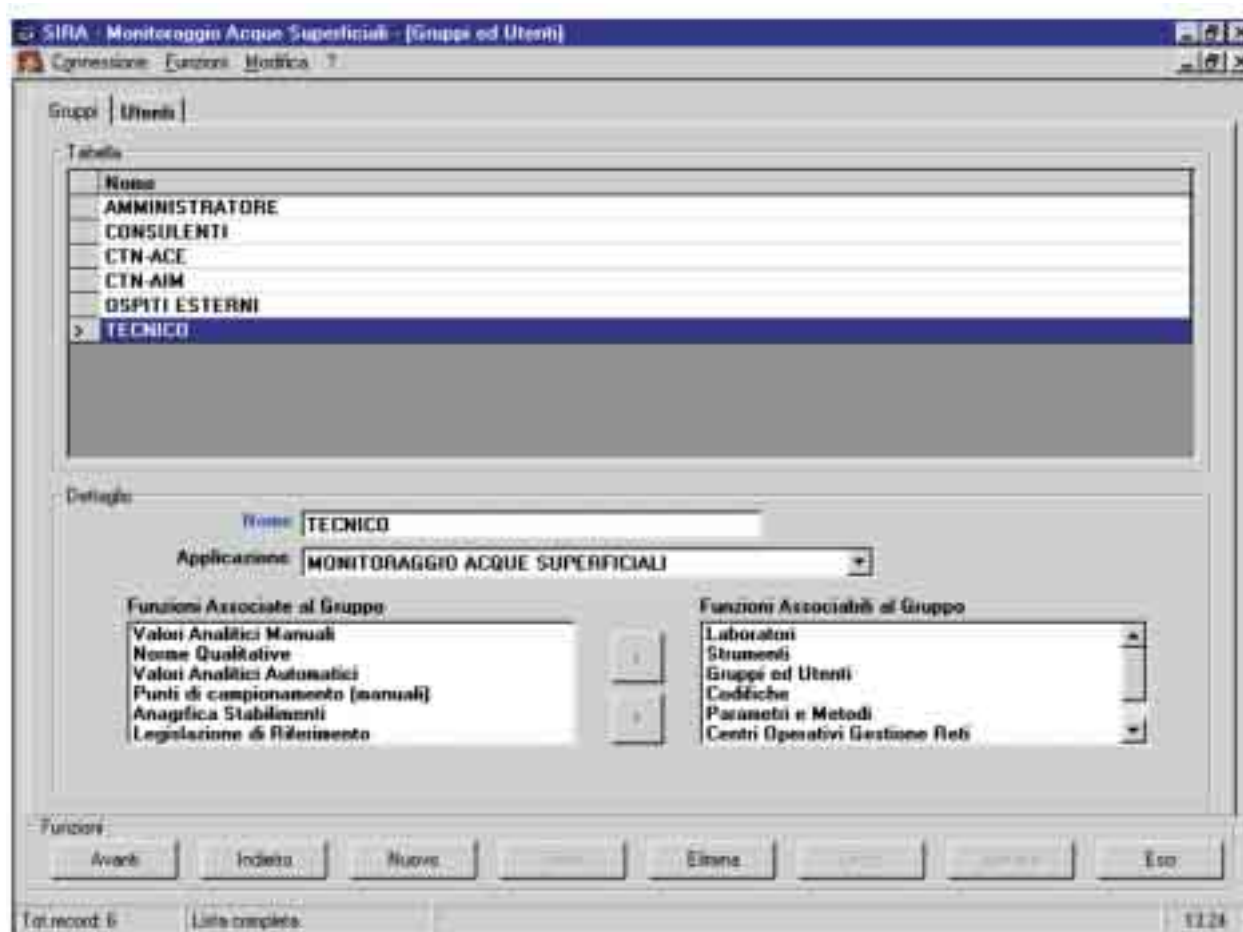 SIRA - Monitoraggio Acque Superficiali - [Gruppi ed Utenti]
Connessione Funzioni Modifica ?
Gruppi Utenti
Tabella
Nome
AMMINISTRATORE
CONSULENTI
CTN-ACE
CTN-AIM
OSPITI ESTERNI
> TECNICO
Dettaglio
Nome TECNICO
Applicazione MONITORAGGIO ACQUE SUPERFICIALI
Funzioni Associate al Gruppo Funzioni Associabili al Gruppo
Valori Analitici Manuali Laboratori
Norme Qualitative Strumenti
Valori Analitici Automatici Gruppi ed Utenti
Punti di campionamento (manuali) Codifiche
Anagrfica Stabilimenti Parametri e Metodi
Legislazione di Riferimento Centri Operativi Gestione Reti
Funzioni
Avanti Indietro Nuovo Elimina Esci
Tot.record: 6 Lista completa.